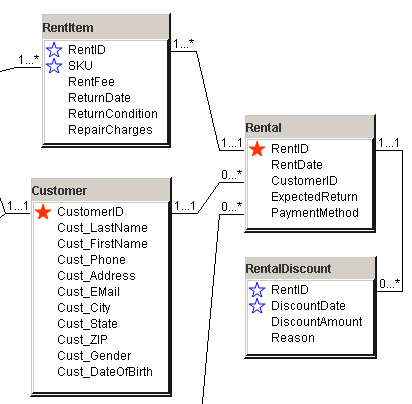 RentItem
RentID
SKU
RentFee
ReturnDate
ReturnCondition
RepairCharges
1...*
1...*
Rental
RentID
RentDate
CustomerID
ExpectedReturn
PaymentMethod
1...1
1...1
0...*
0...*
Customer
CustomerID
Cust_LastName
Cust_FirstName
Cust_Phone
Cust_Address
Cust_EMail
Cust_City
Cust_State
Cust_ZIP
Cust_Gender
Cust_DateOfBirth
1...1
1...1
RentalDiscount
RentID
DiscountDate
DiscountAmount
Reason
0...*